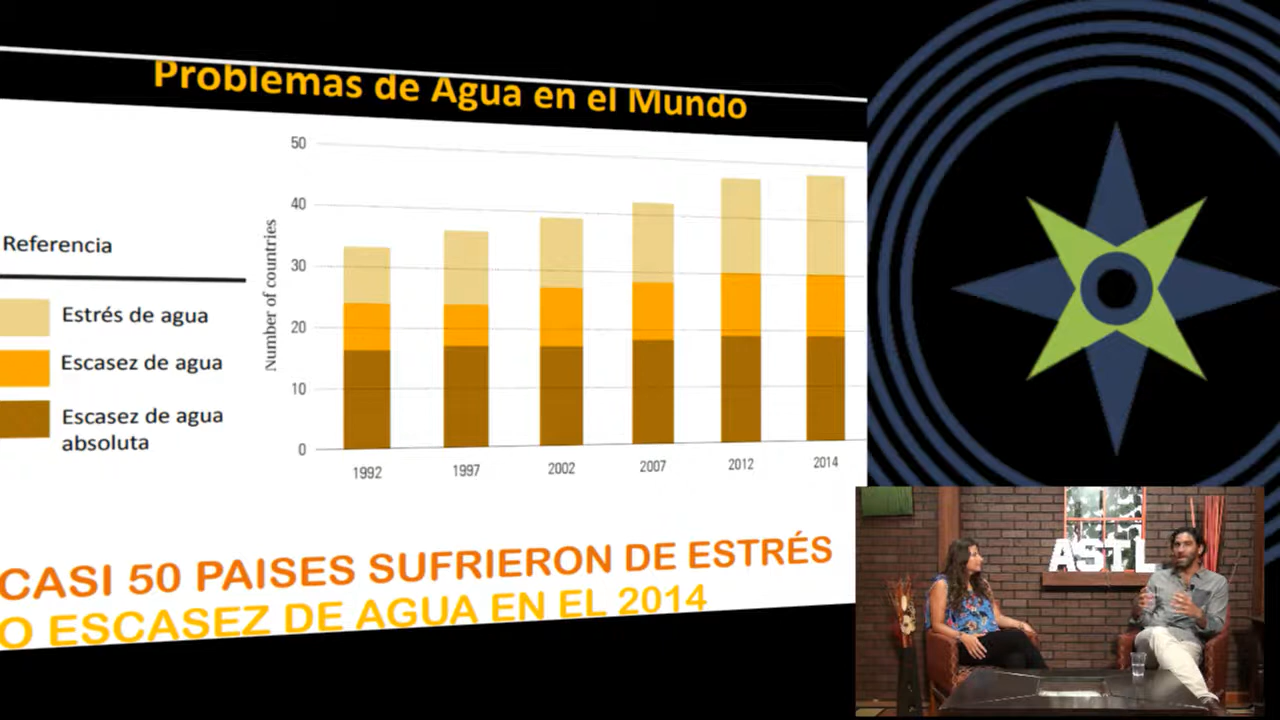 Problemas de Agua en el Mundo
Referencia
Estrés de agua
Escasez de agua
Escasez de agua
absoluta
Number of countries
50
40
30
20
10
0
1992
1997
2002
2007
2012
2014
CASI 50 PAISES SUFRIERON DE ESTRÉS
O ESCASEZ DE AGUA EN EL 2014
ASTL